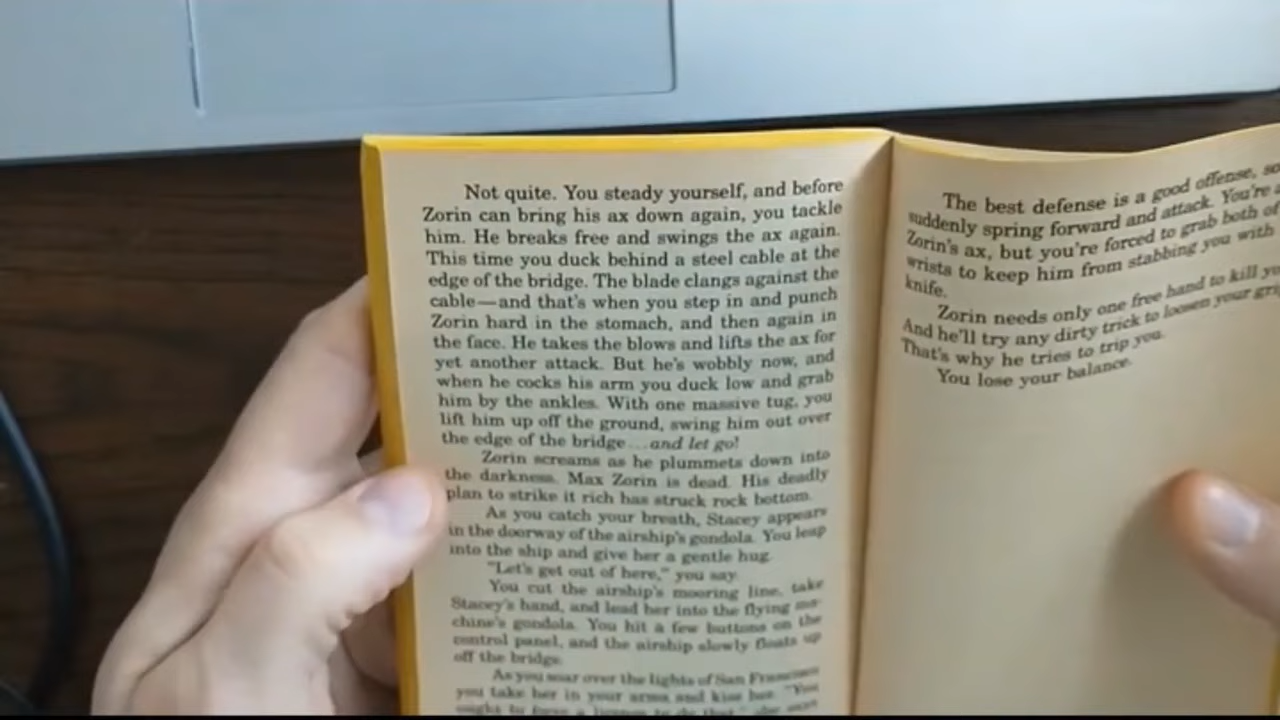 Not quite. You steady yourself, and before
Zorin can bring his ax down again, you tackle
him. He breaks free and swings the ax again.
This time you duck behind a steel cable at the
edge of the bridge. The blade clangs against the
cable—and that's when you step in and punch
Zorin hard in the stomach, and then again in
the face. He takes the blows and lifts the ax for
yet another attack. But he's wobbly now, and
when he cocks his arm you duck low and grab
him by the ankles. With one massive tug, you
lift him up off the ground, swing him out over
the edge of the bridge...and let go!
Zorin screams as he plummets down into
the darkness. Max Zorin is dead. His deadly
plan to strike it rich has struck rock bottom.
As you catch your breath, Stacey appears
in the doorway of the airship's gondola. You leap
into the ship and give her a gentle hug.
"Let's get out of here," you say.
You cut the airship's mooring line, take
Stacey's hand, and lead her into the flying ma-
chine's gondola. You hit a few buttons on the
control panel, and the airship slowly floats up
off the bridge.
As you soar over the lights of San Francisco
you take her in your arms and kiss her. "You
ought to have a license to do that," she
The best defense is a good offense, so
suddenly spring forward and attack. You're
Zorin's ax, but you're forced to grab both of
wrists to keep him from stabbing you with
knife.
Zorin needs only one free hand to kill
And he'll try any dirty trick to loosen your
That's why he tries to trip you.
You lose your balance.